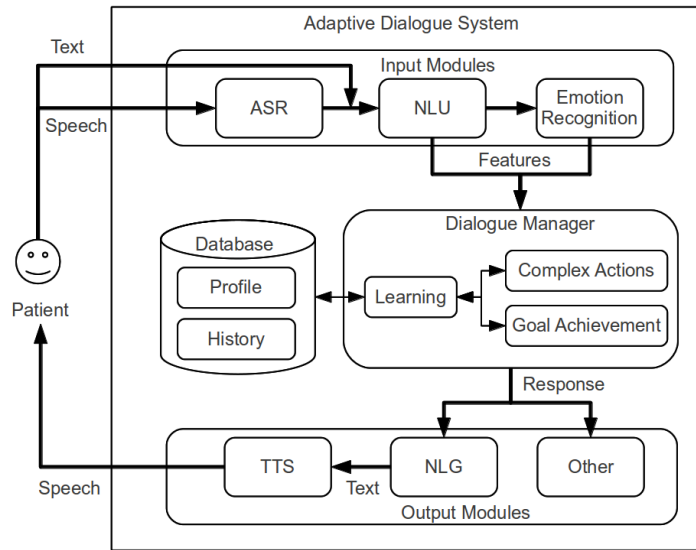 Adaptive Dialogue System
Text
Input Modules
ASR
NLU
Emotion
Recognition
Speech
Features
Dialogue Manager
Database
Profile
History
Learning
Complex Actions
Goal Achievement
Patient
Response
TTS
NLG
Other
Speech
Text
Output Modules